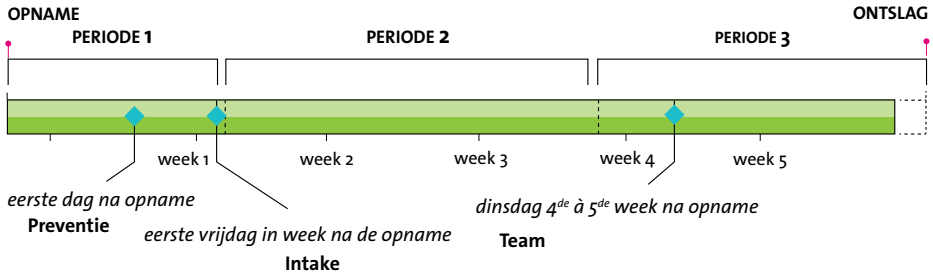 OPNAME
ONTSLAG
PERIODE 1
PERIODE 2
PERIODE 3
week 1
week 2
week 3
week 4
week 5
eerste dag na opname
Preventie
eerste vrijdag in week na de opname
Intake
dinsdag 4de à 5de week na opname
Team